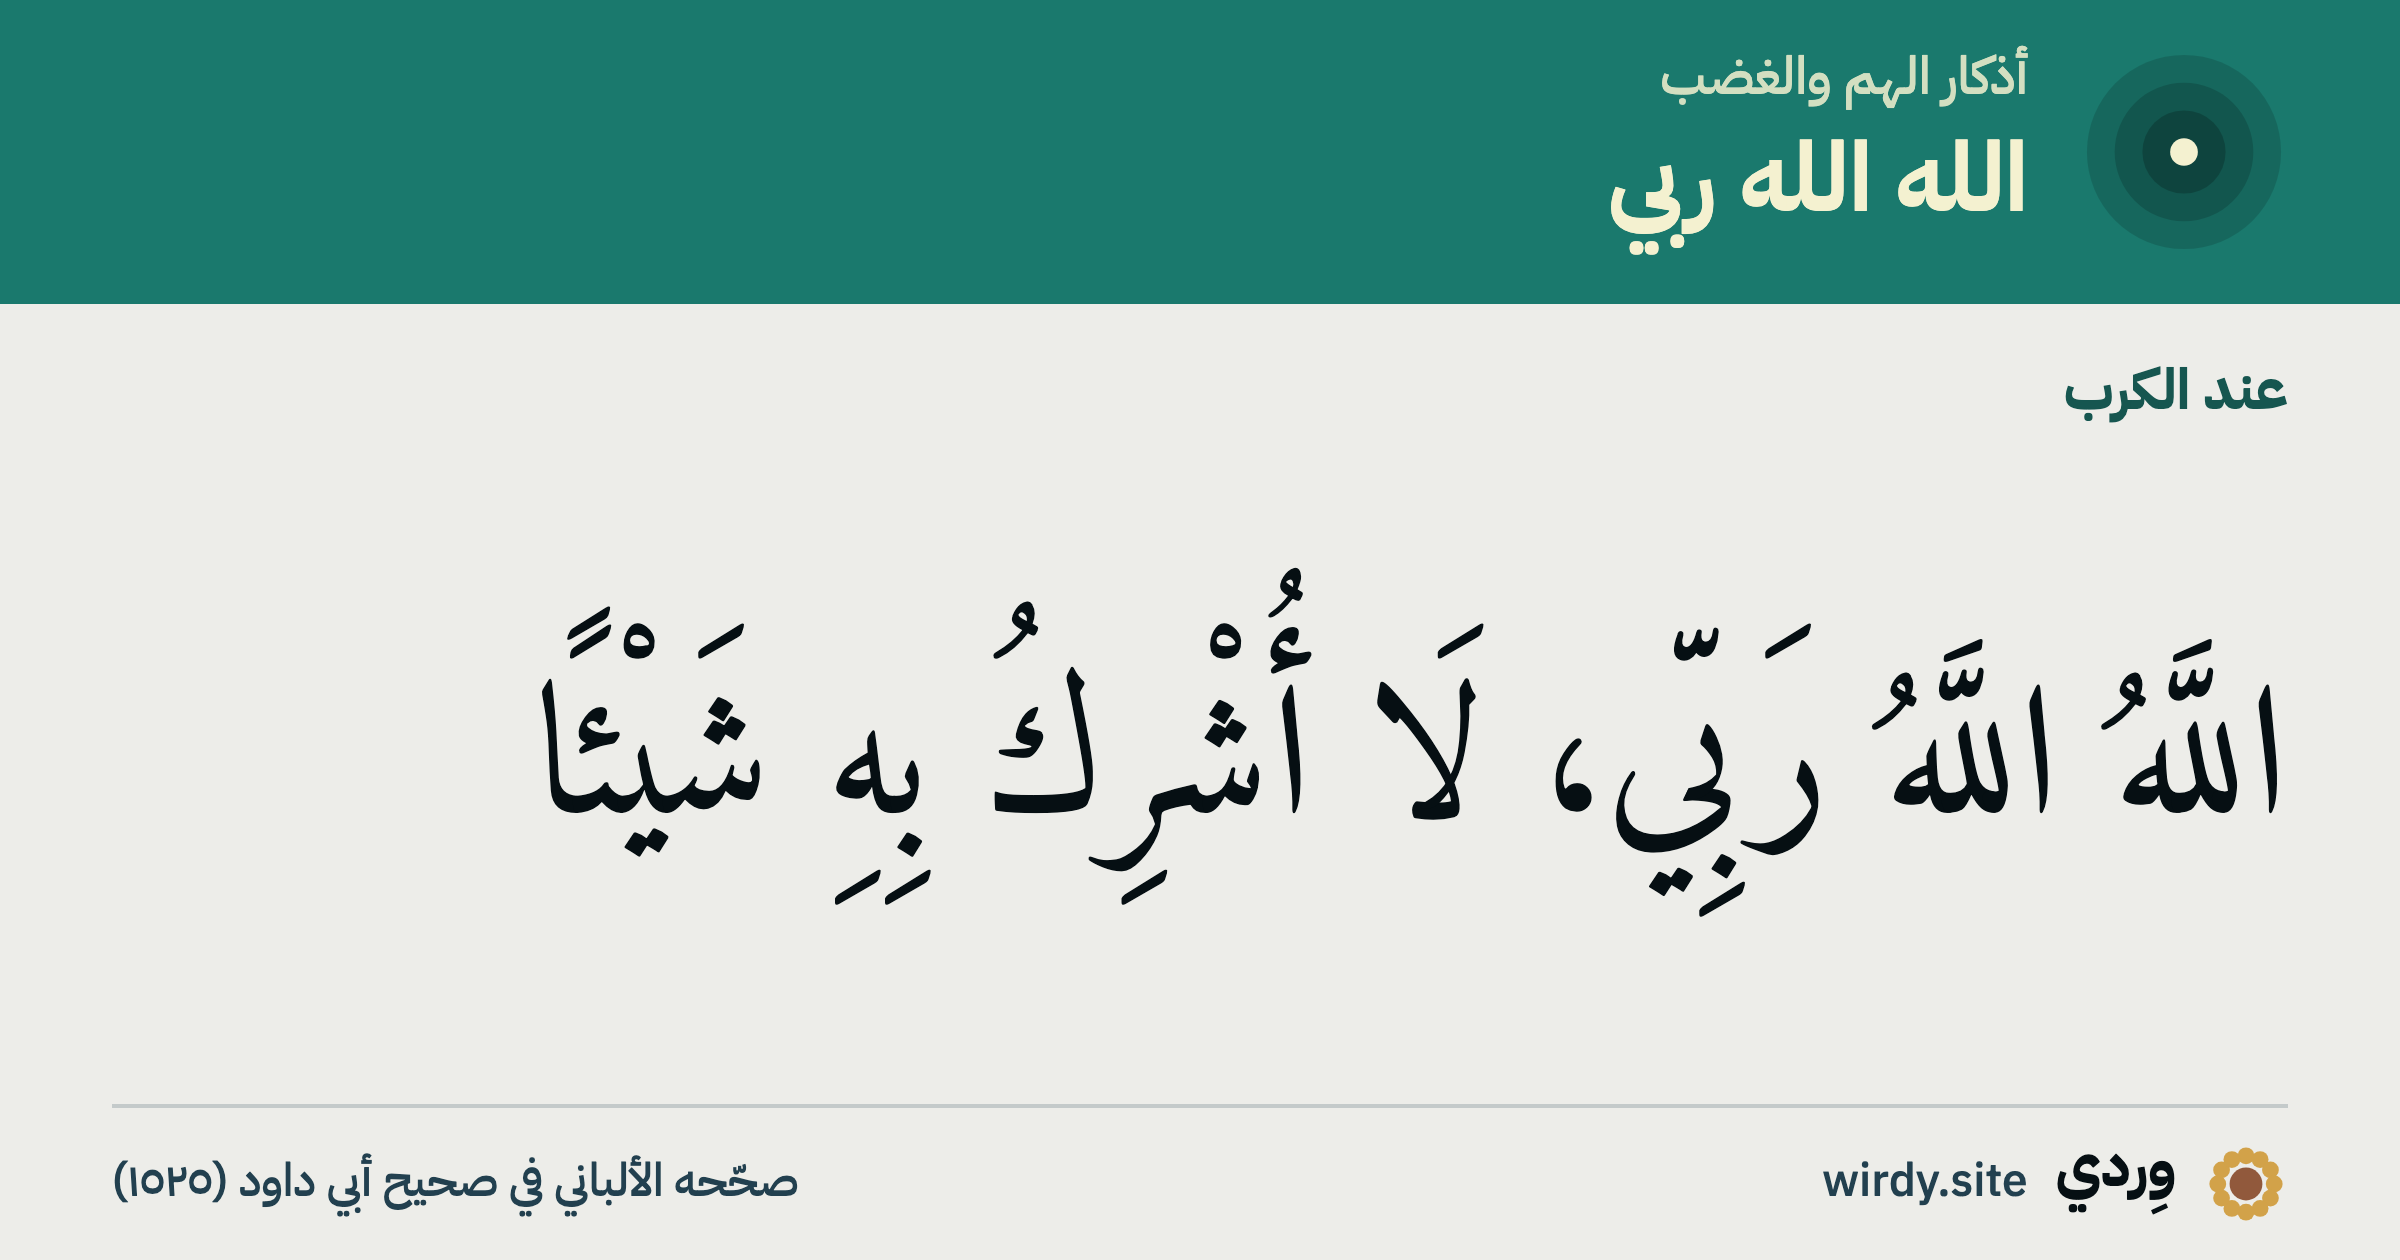 أذكار الهم والغضب
الله الله ربي
عند الكرب
اللَّهُ اللَّهُ رَبِّي، لَا أُشْرِكُ بِهِ شَيْئًا
وِردي wirdy.site
صحّحه الألباني في صحيح أبي داود (١٥٢٥)